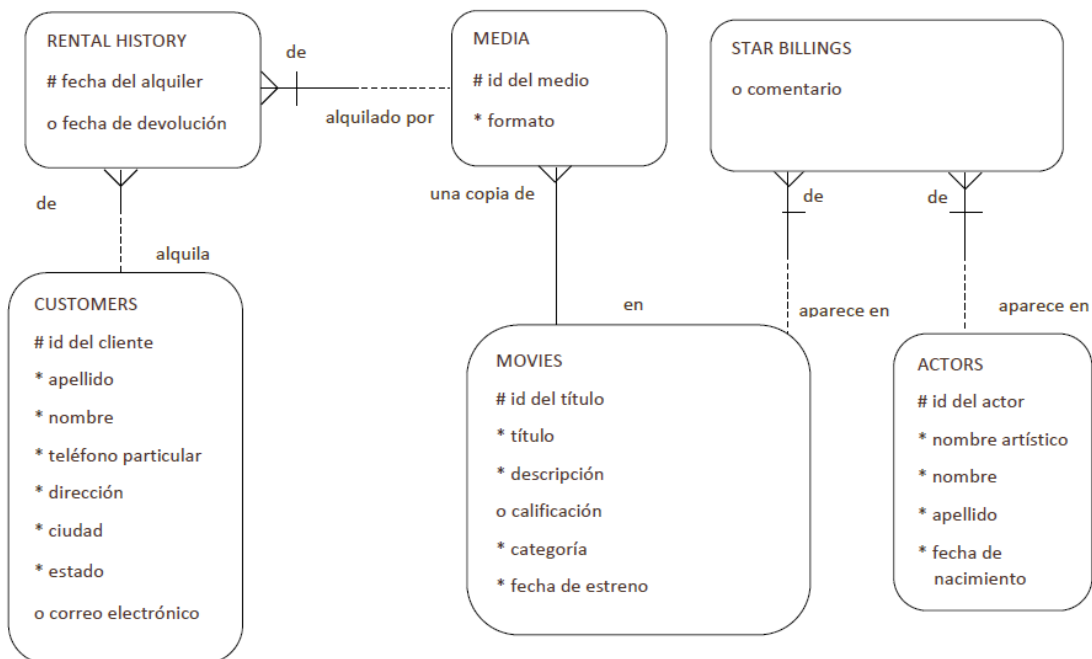 RENTAL HISTORY
# fecha del alquiler
o fecha de devolución
de
alquilado por
MEDIA
# id del medio
* formato
STAR BILLINGS
o comentario
de
alquila
una copia de
en
de
aparece en
de
aparece en
CUSTOMERS
# id del cliente
* apellido
* nombre
* teléfono particular
* dirección
* ciudad
* estado
o correo electrónico
MOVIES
# id del título
* título
* descripción
o calificación
* categoría
* fecha de estreno
ACTORS
# id del actor
* nombre artístico
* nombre
* apellido
* fecha de
nacimiento